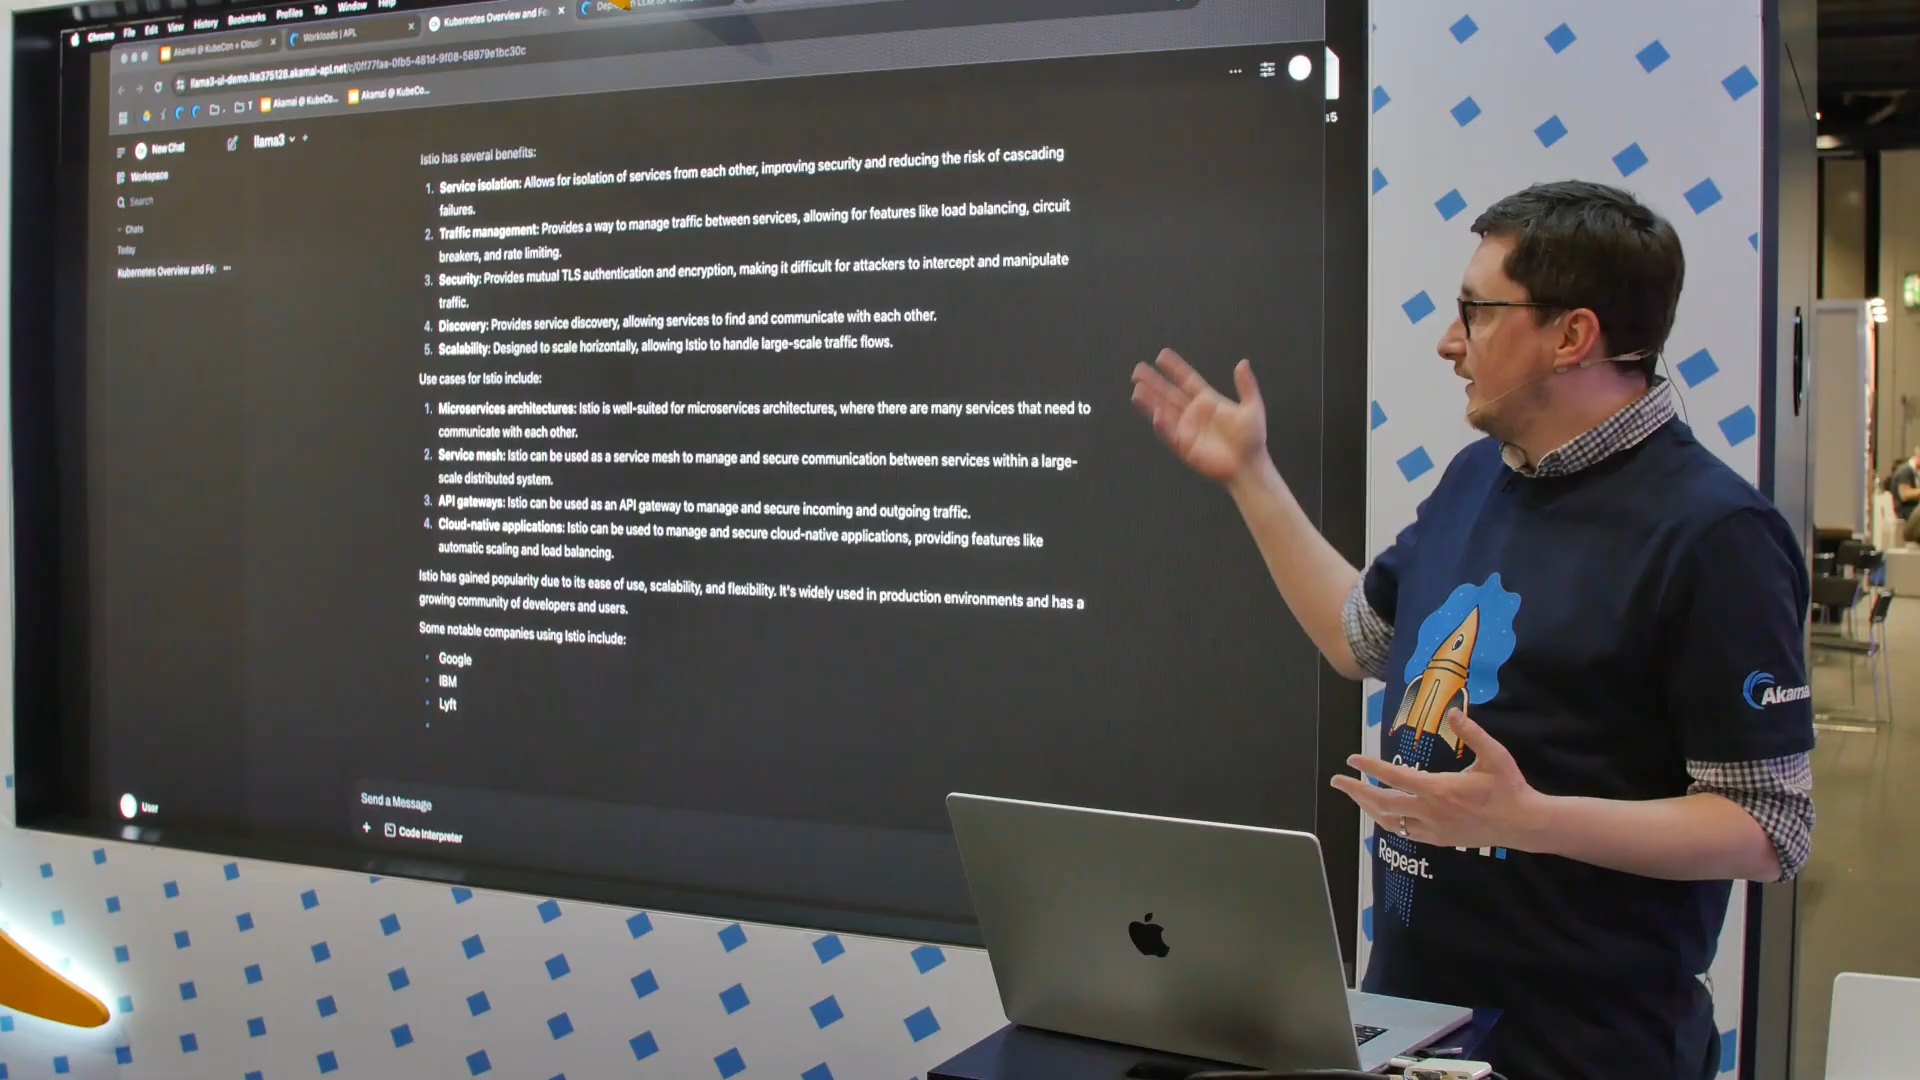 Chrome File Edit View History Bookmarks Profiles Tab Window Help
Akamai @ KubeCon + Cloud
Workloads | APL
Kubernetes Overview and Fe
llama3-ui-demo.lke375128.akamai-apl.net/c/0ff77faa-0fb5-481d-9f08-58979e1bc30c
Akamai @ KubeCo...
Akamai @ KubeCo...
New Chat
llama3
Workspace
Search
Chats
Today
Kubernetes Overview and Fe
Istio has several benefits:
1. Service isolation: Allows for isolation of services from each other, improving security and reducing the risk of cascading
failures.
2. Traffic management: Provides a way to manage traffic between services, allowing for features like load balancing, circuit
breakers, and rate limiting.
3. Security: Provides mutual TLS authentication and encryption, making it difficult for attackers to intercept and manipulate
traffic.
4. Discovery: Provides service discovery, allowing services to find and communicate with each other.
5. Scalability: Designed to scale horizontally, allowing Istio to handle large-scale traffic flows.
Use cases for Istio include:
1. Microservices architectures: Istio is well-suited for microservices architectures, where there are many services that need to
communicate with each other.
2. Service mesh: Istio can be used as a service mesh to manage and secure communication between services within a large-
scale distributed system.
3. API gateways: Istio can be used as an API gateway to manage and secure incoming and outgoing traffic.
4. Cloud-native applications: Istio can be used to manage and secure cloud-native applications, providing features like
automatic scaling and load balancing.
Istio has gained popularity due to its ease of use, scalability, and flexibility. It's widely used in production environments and has a
growing community of developers and users.
Some notable companies using Istio include:
Google
IBM
Lyft
User
Send a Message
+ Code Interpreter
Akamai
Repeat.